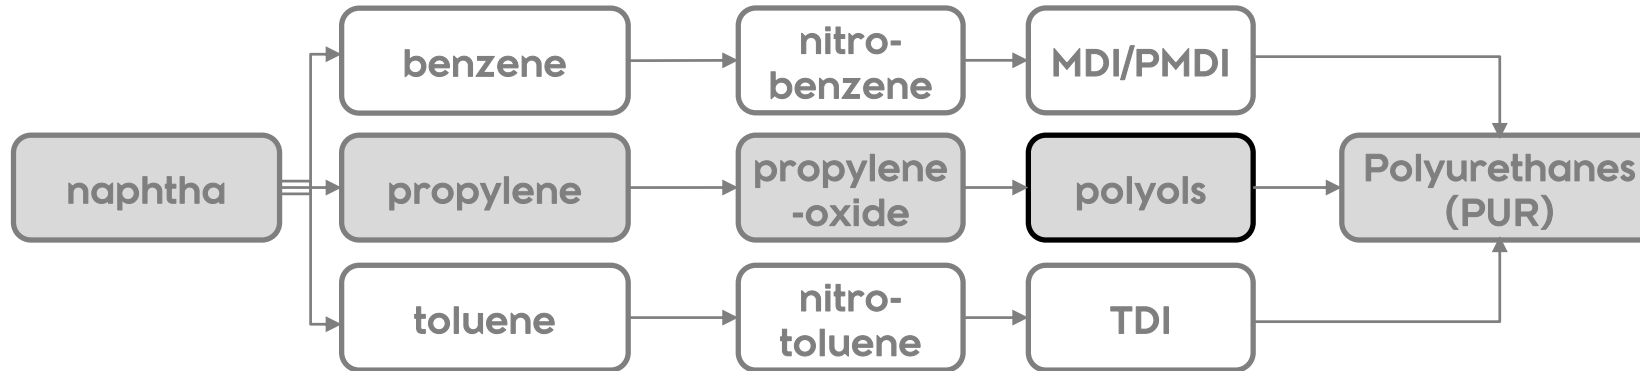 benzene
nitro-
benzene
MDI/PMDI
naphtha
propylene
propylene
-oxide
polyols
Polyurethanes
(PUR)
toluene
nitro-
toluene
TDI